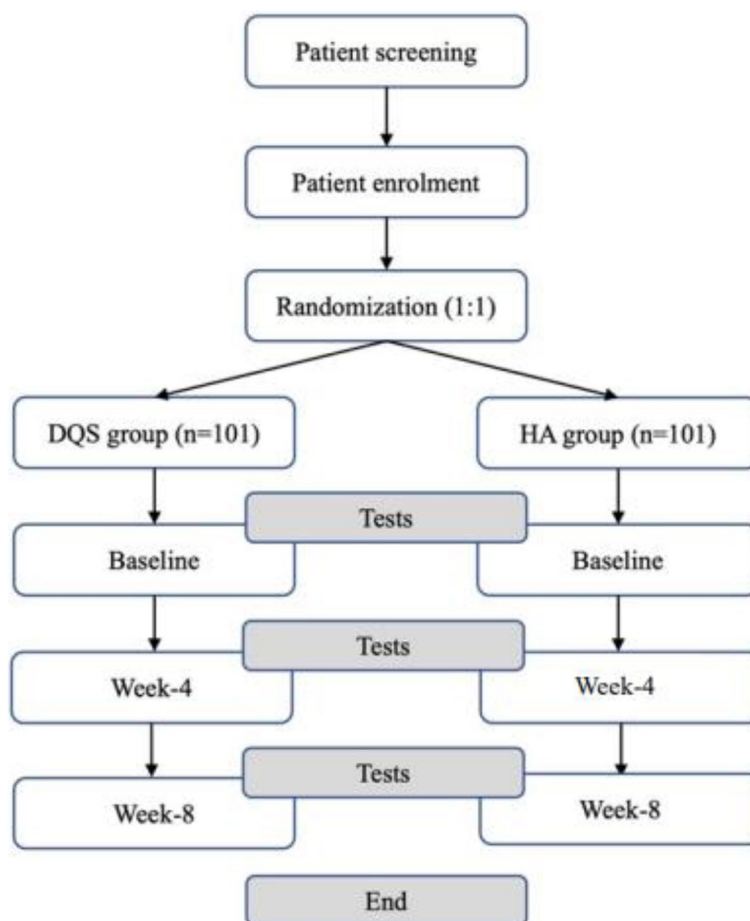 Patient screening
Patient enrolment
Randomization (1:1)
DQS group (n=101)
HA group (n=101)
Tests
Baseline
Baseline
Tests
Week-4
Week-4
Tests
Week-8
Week-8
End